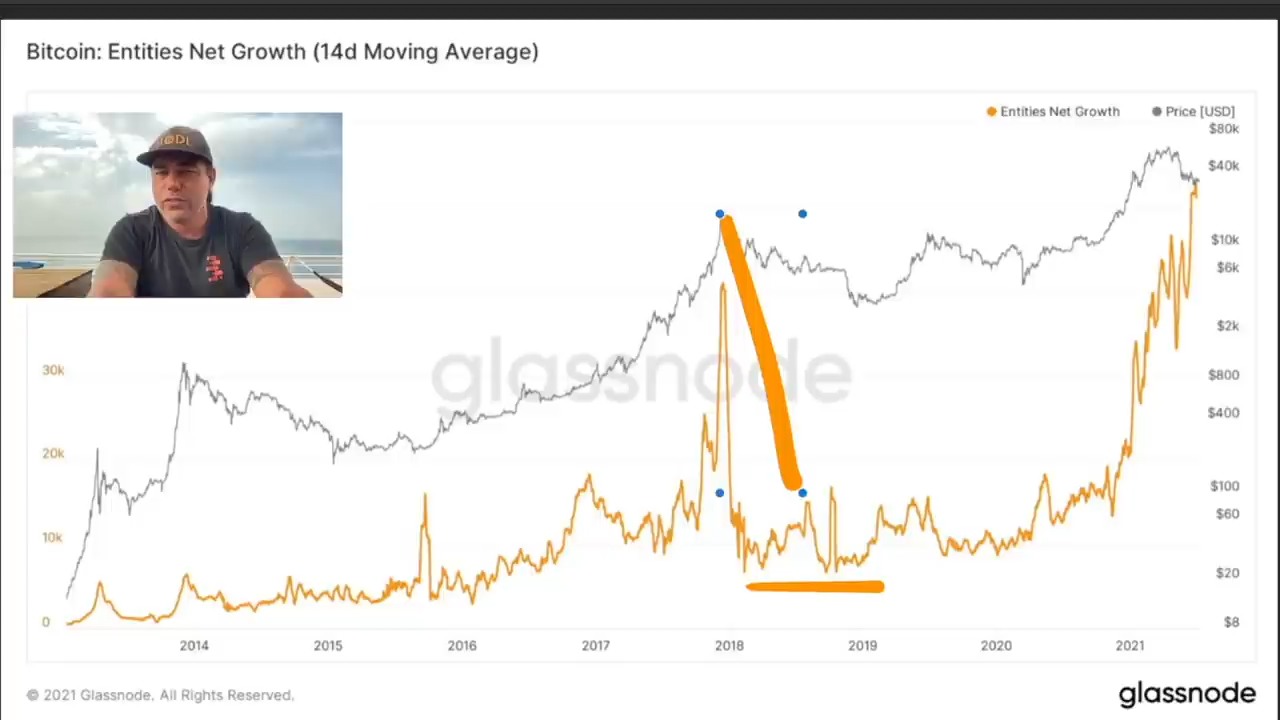 Bitcoin: Entities Net Growth (14d Moving Average)
Entities Net Growth
Price [USD]
$80k
$40k
$10k
$6k
$2k
$800
$400
$100
$60
$20
$8
30k
20k
10k
0
glassnode
2014
2015
2016
2017
2018
2019
2020
2021
© 2021 Glassnode. All Rights Reserved.
glassnode